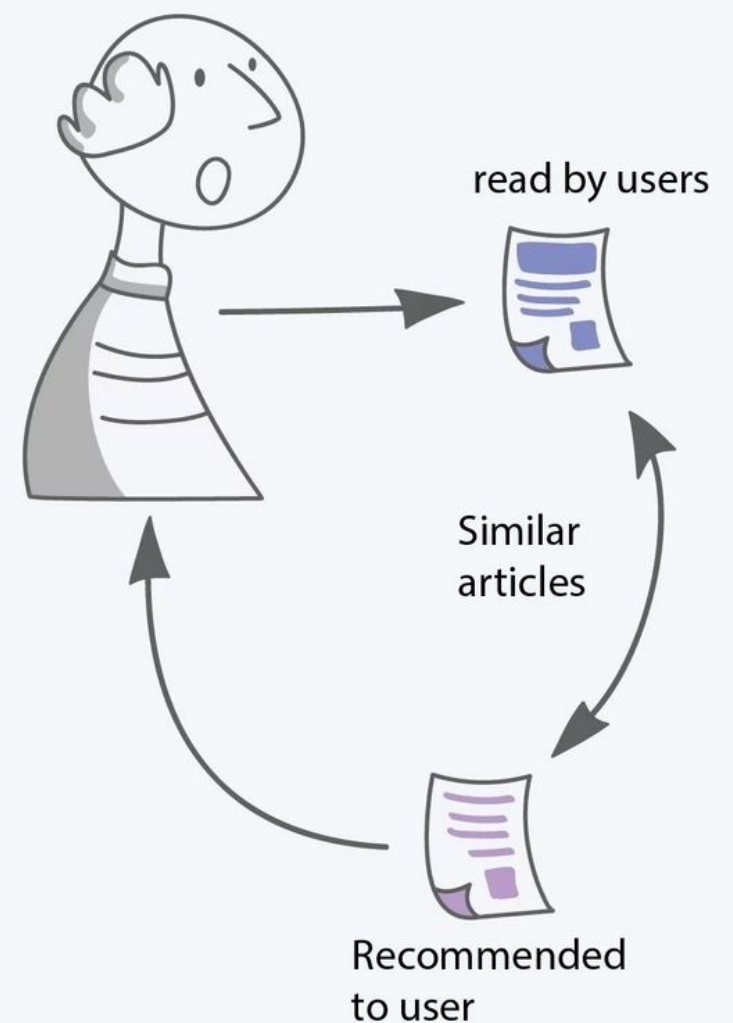 read by users
Similar
articles
Recommended
to user